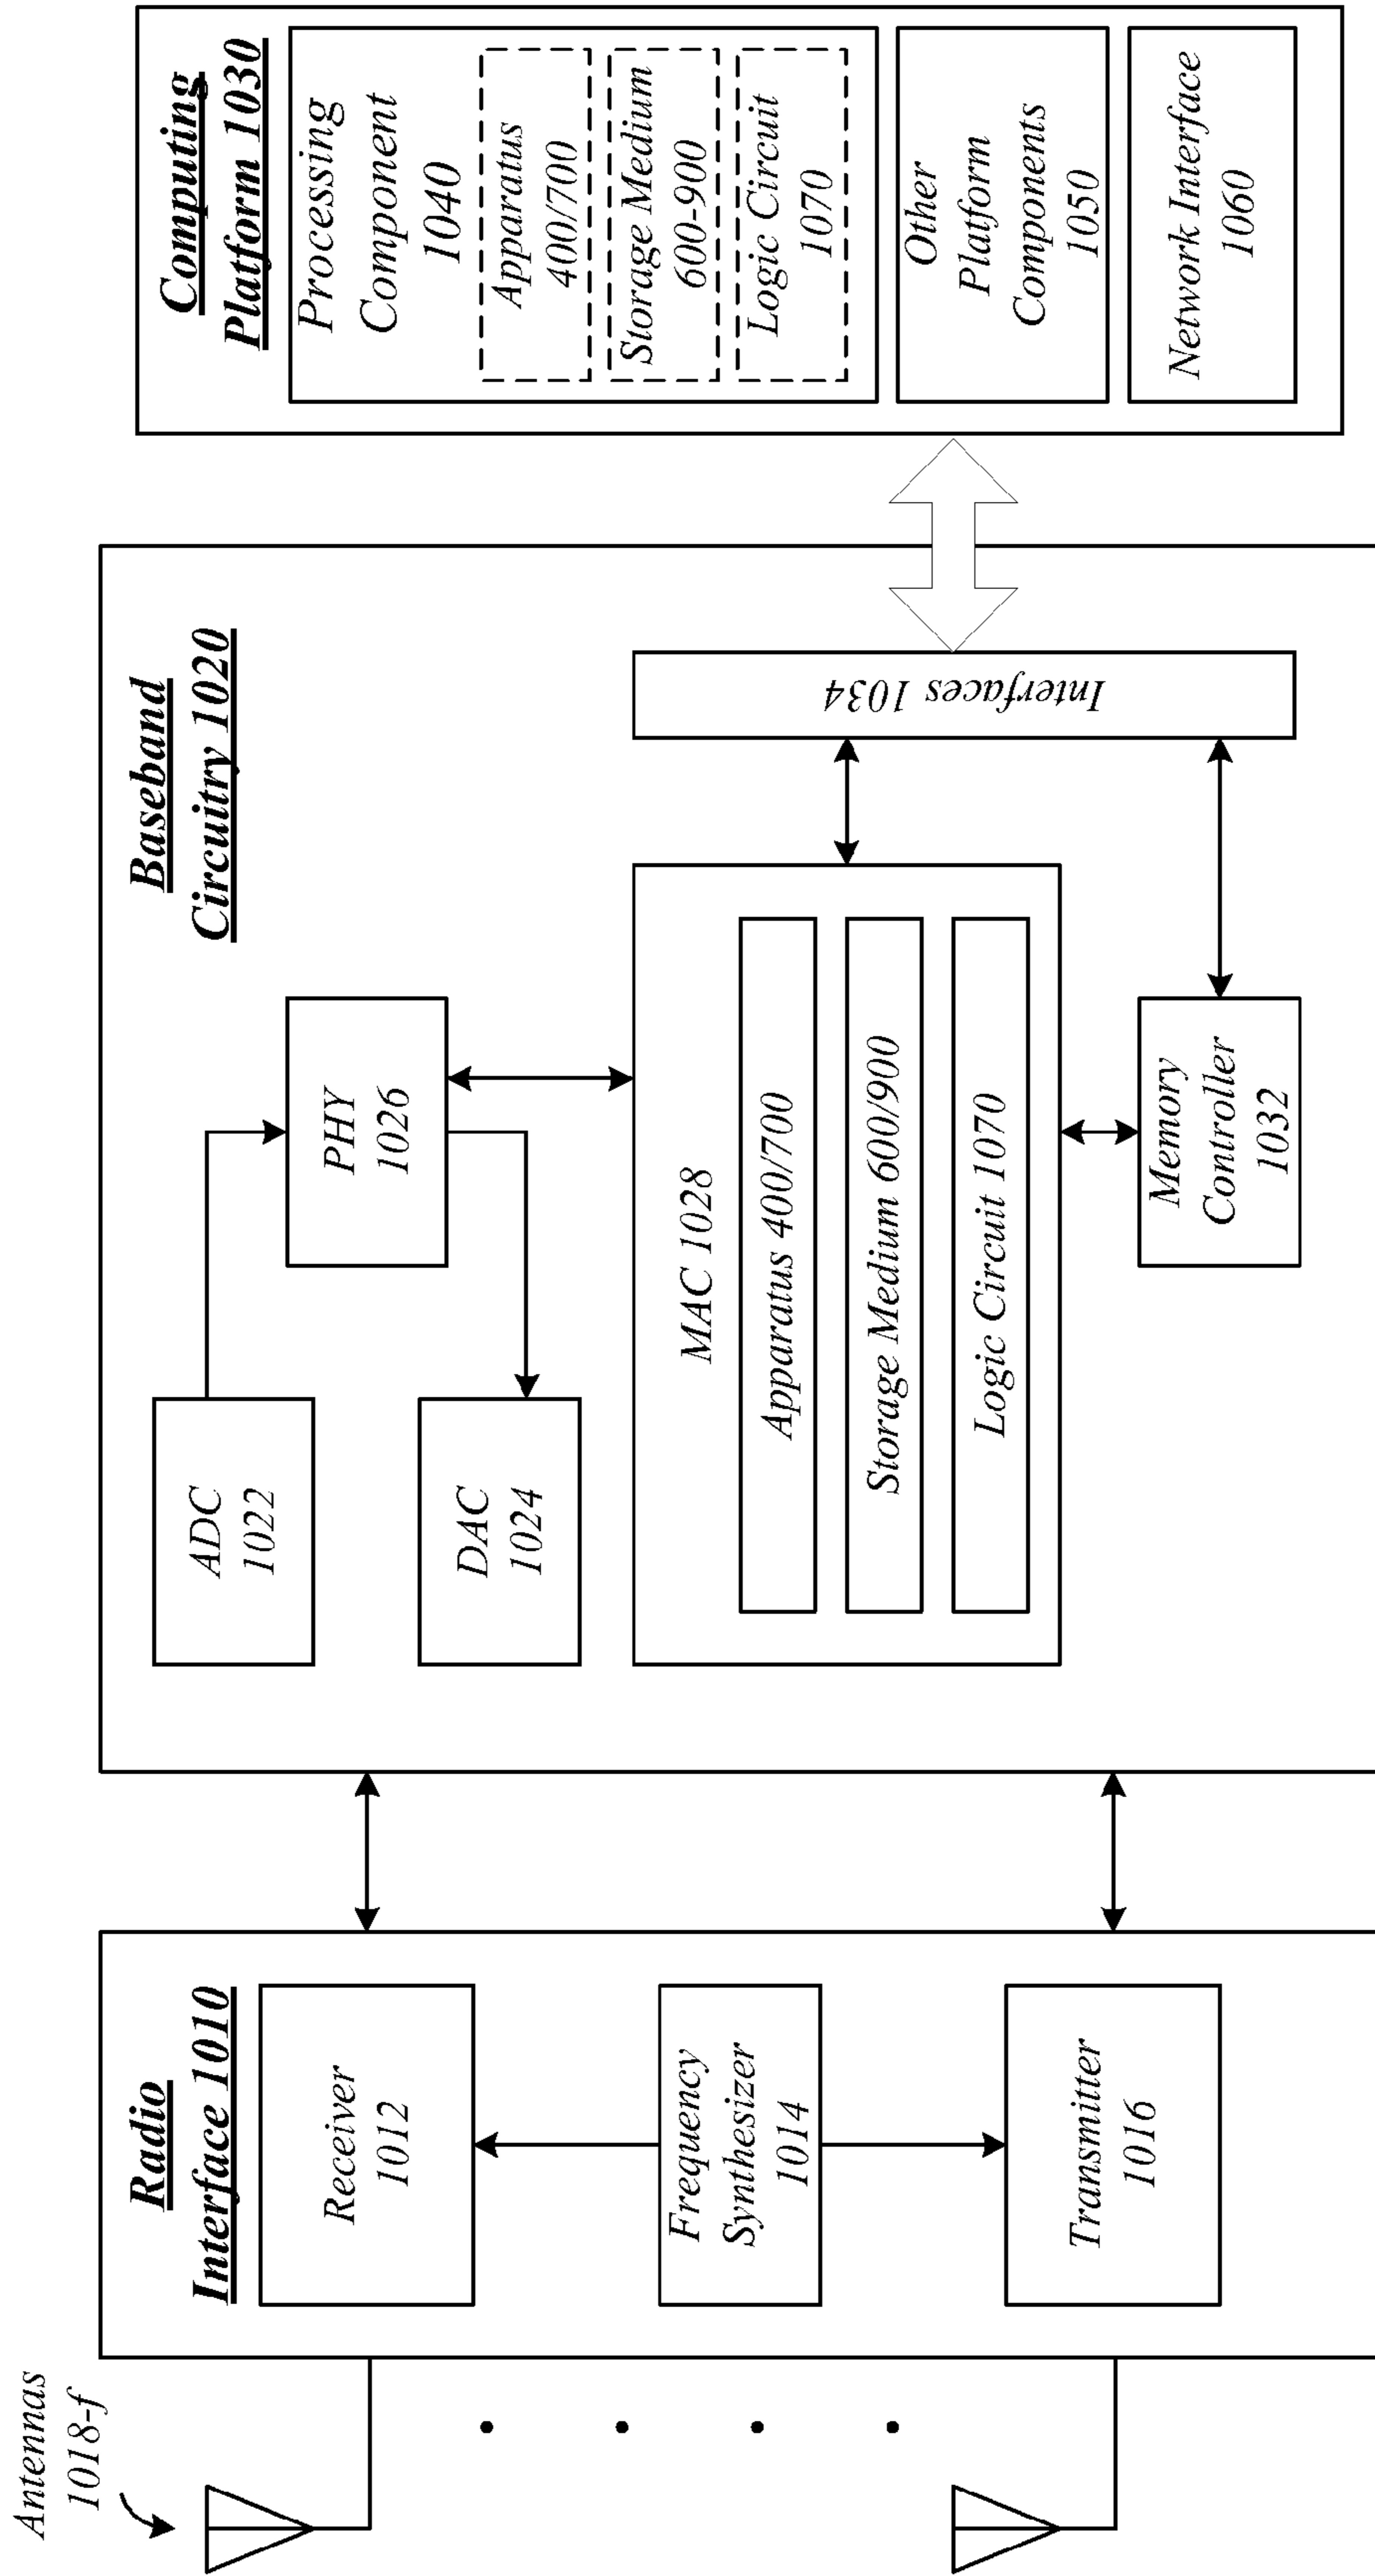 Antennas
1018-f
Radio
Interface 1010
Receiver
1012
Frequency
Synthesizer
1014
Transmitter
1016
Baseband
Circuitry 1020
ADC
1022
DAC
1024
PHY
1026
MAC 1028
Apparatus 400/700
Storage Medium 600/900
Logic Circuit 1070
Memory
Controller
1032
Interfaces 1034
Computing
Platform 1030
Processing
Component
1040
Apparatus
400/700
Storage Medium
600-900
Logic Circuit
1070
Other
Platform
Components
1050
Network Interface
1060